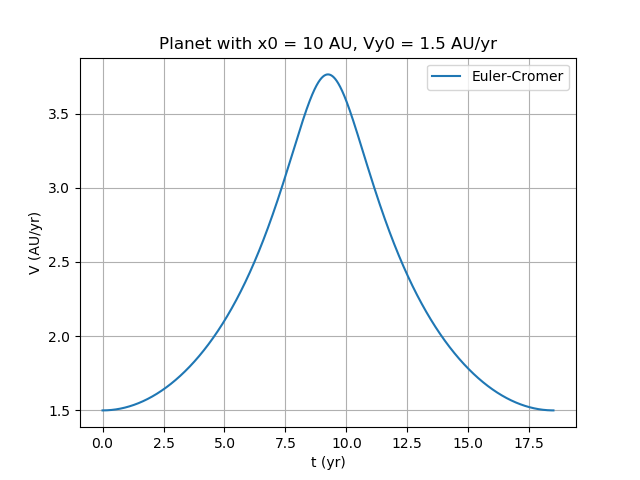 Planet with x0 = 10 AU, Vy0 = 1.5 AU/yr
Euler-Cromer
V (AU/yr)
3.5
3.0
2.5
2.0
1.5
0.0 2.5 5.0 7.5 10.0 12.5 15.0 17.5
t (yr)